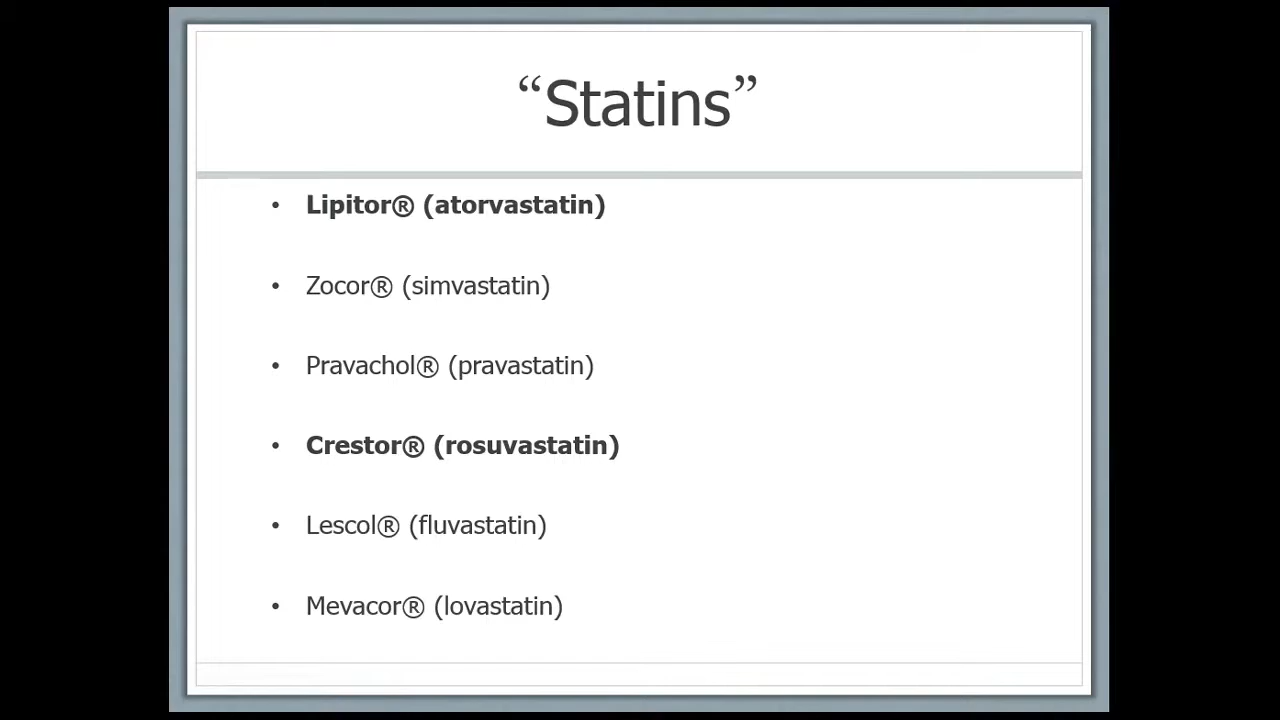 “Statins”
• Lipitor® (atorvastatin)
• Zocor® (simvastatin)
• Pravachol® (pravastatin)
• Crestor® (rosuvastatin)
• Lescol® (fluvastatin)
• Mevacor® (lovastatin)